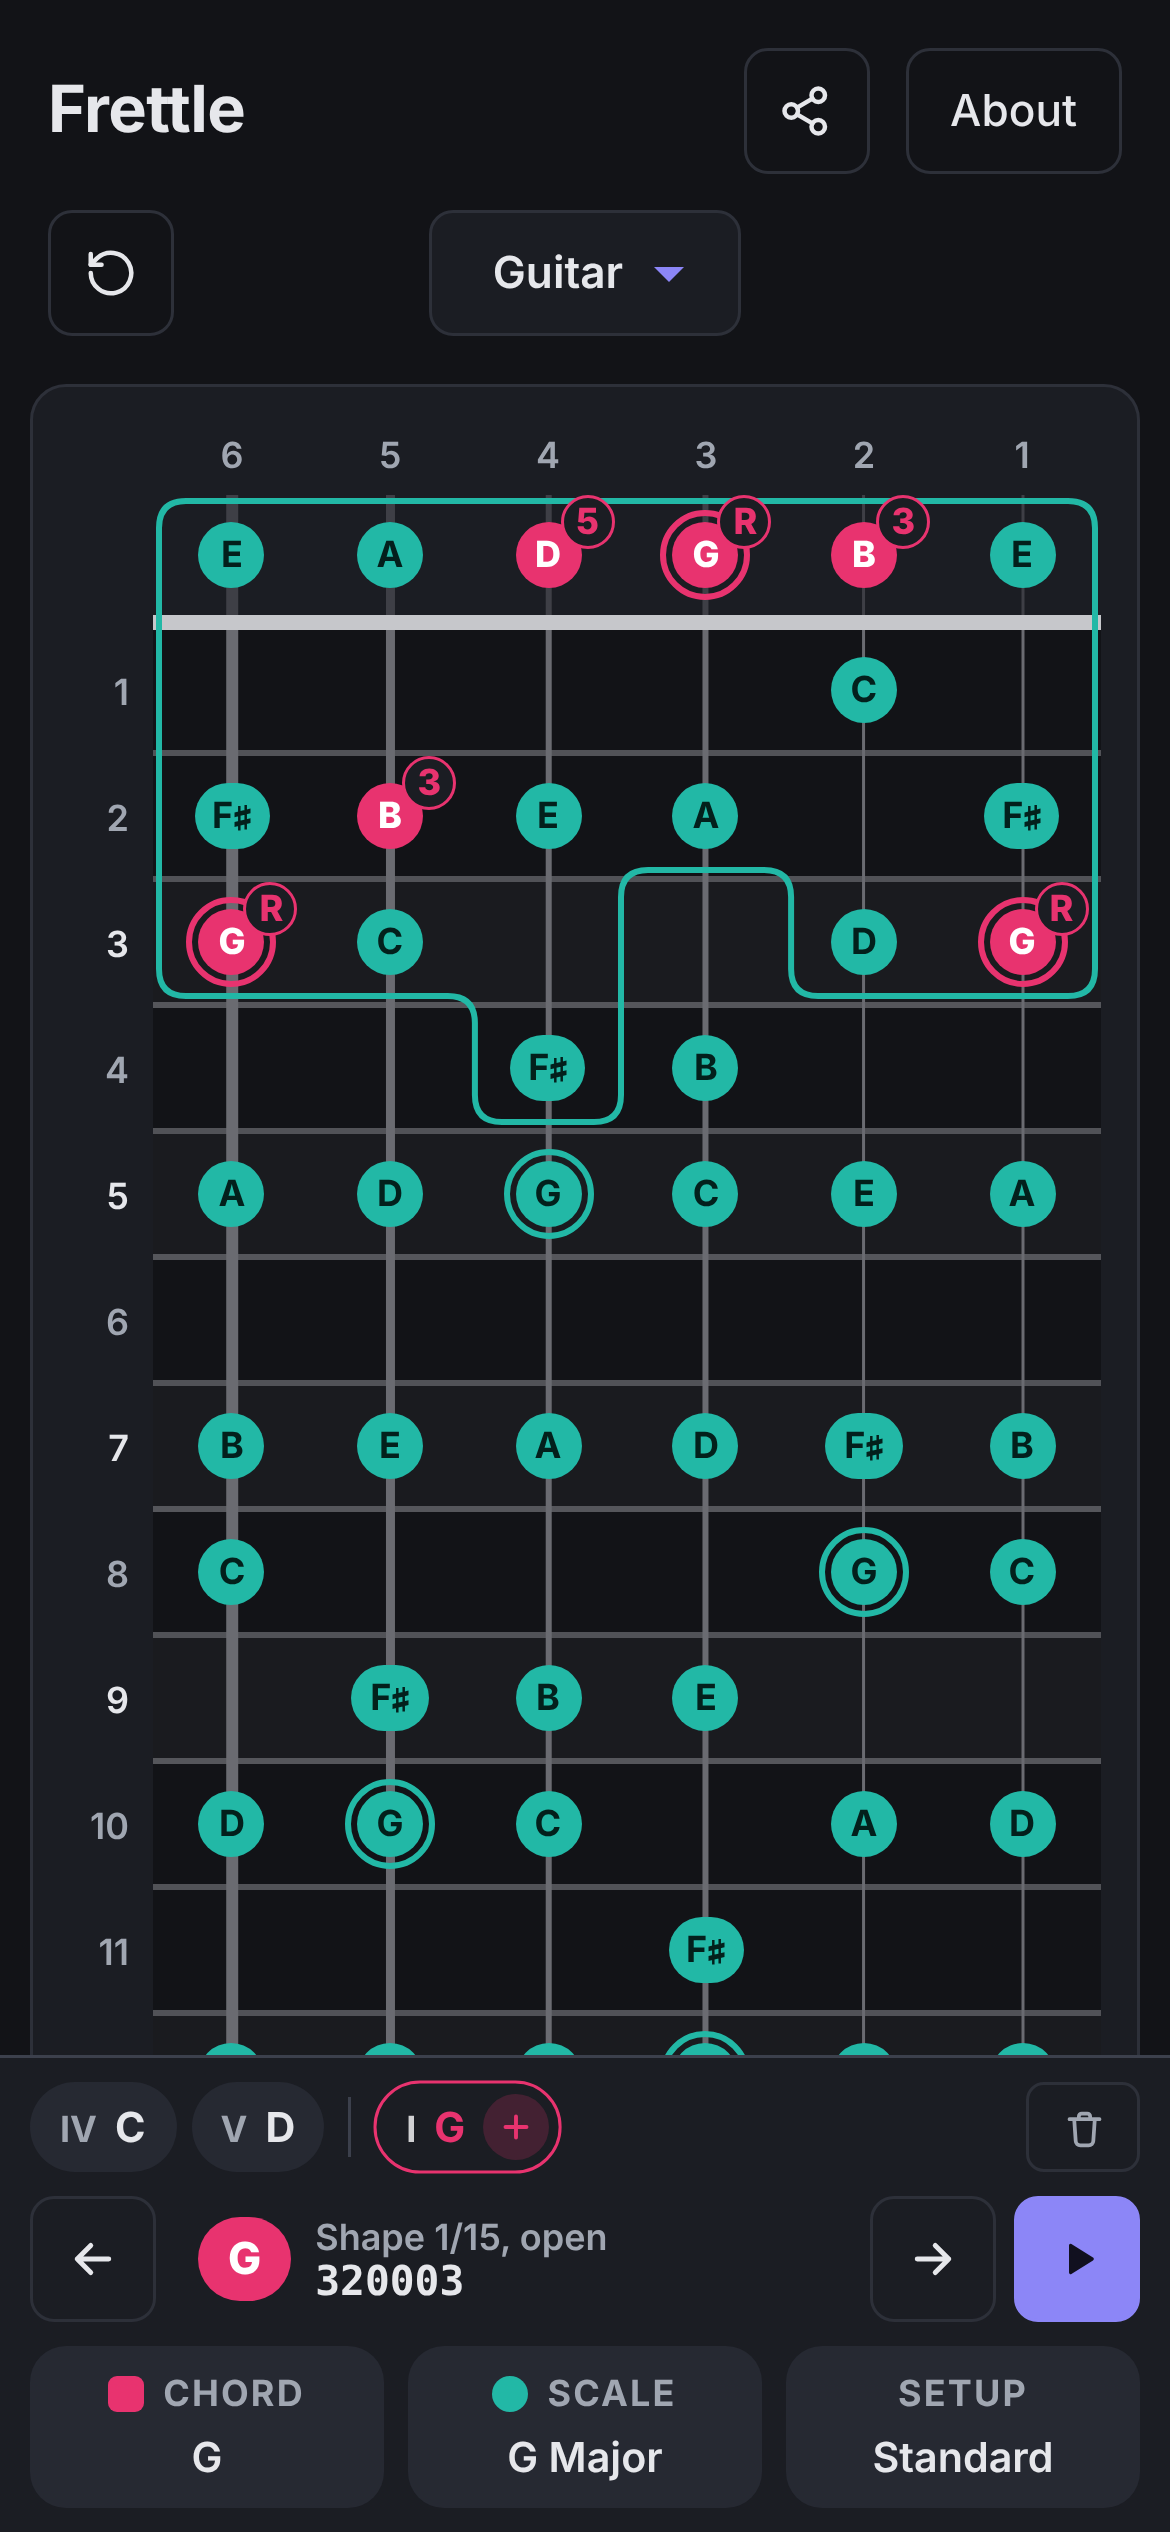 Frettle
About
Guitar
6 5 4 3 2 1
E A D 5 G R B 3 E
1 C
2 F♯ B 3 E A F♯
3 G R C D G R
4 F♯ B
5 A D G C E A
6
7 B E A D F♯ B
8 C G C
9 F♯ B E
10 D G C A D
11 F♯
IV C V D I G +
G Shape 1/15, open
320003
CHORD SCALE SETUP
G G Major Standard